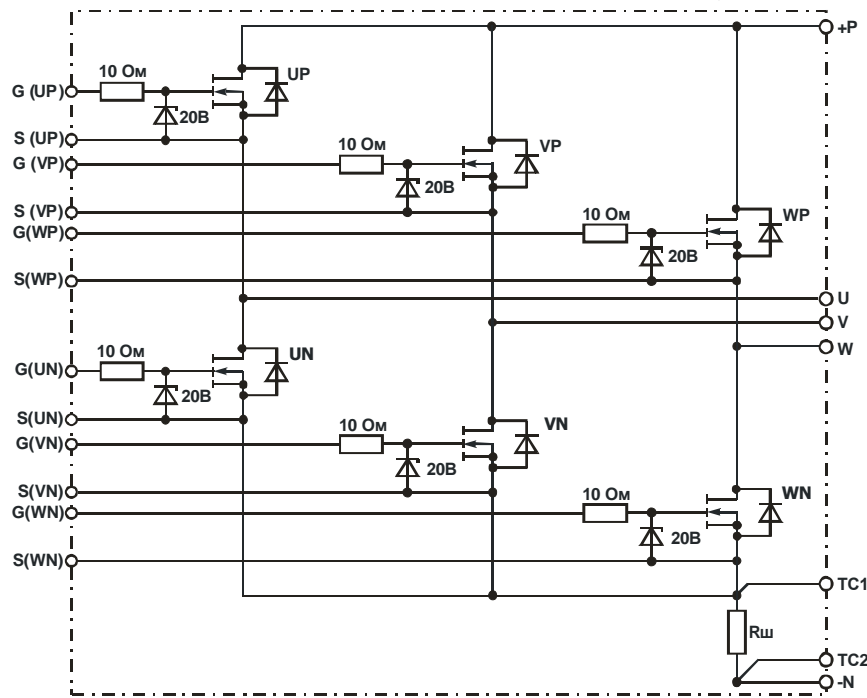 +P
10 Ом
UP
G (UP)
20В
S (UP)
10 Ом
VP
G (VP)
20В
S (VP)
10 Ом
WP
G(WP)
20В
S(WP)
U
V
W
10 Ом
UN
G(UN)
20В
S(UN)
10 Ом
VN
G(VN)
20В
S(VN)
10 Ом
WN
G(WN)
20В
S(WN)
TC1
Rш
TC2
-N